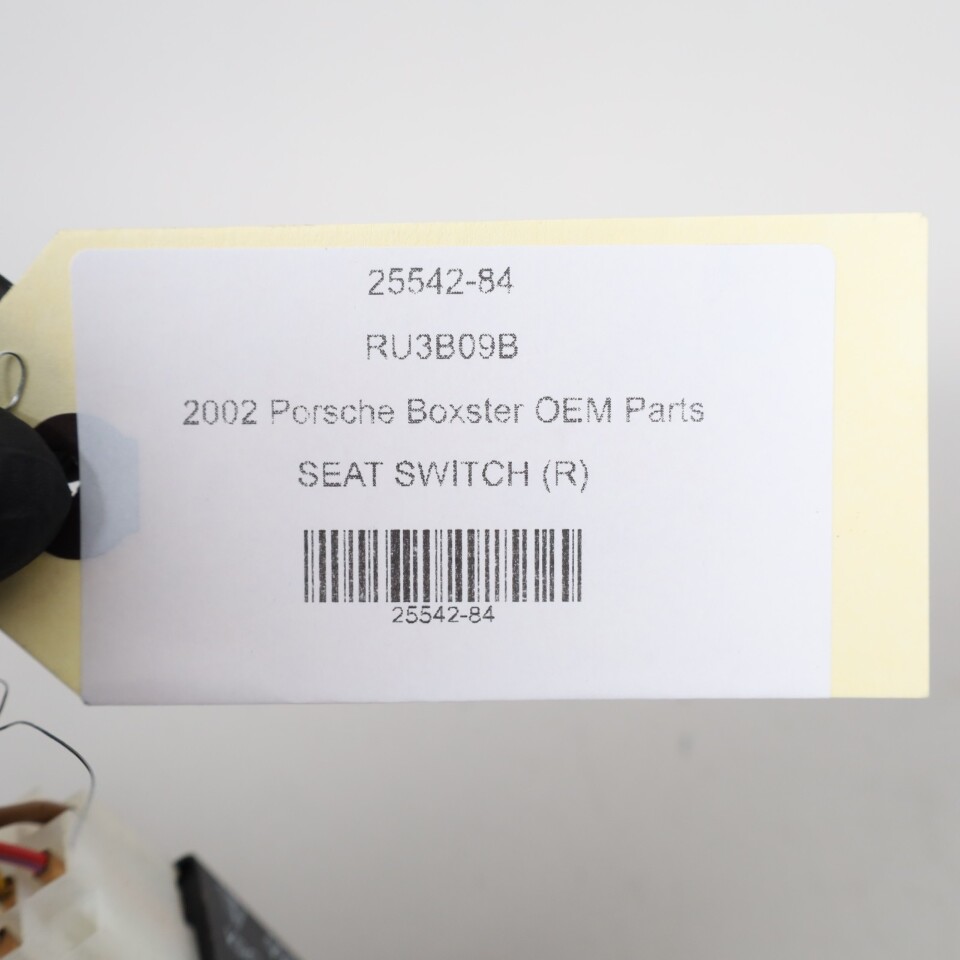 25542-84
RU3B09B
2002 Porsche Boxster OEM Parts
SEAT SWITCH (R)
25542-84